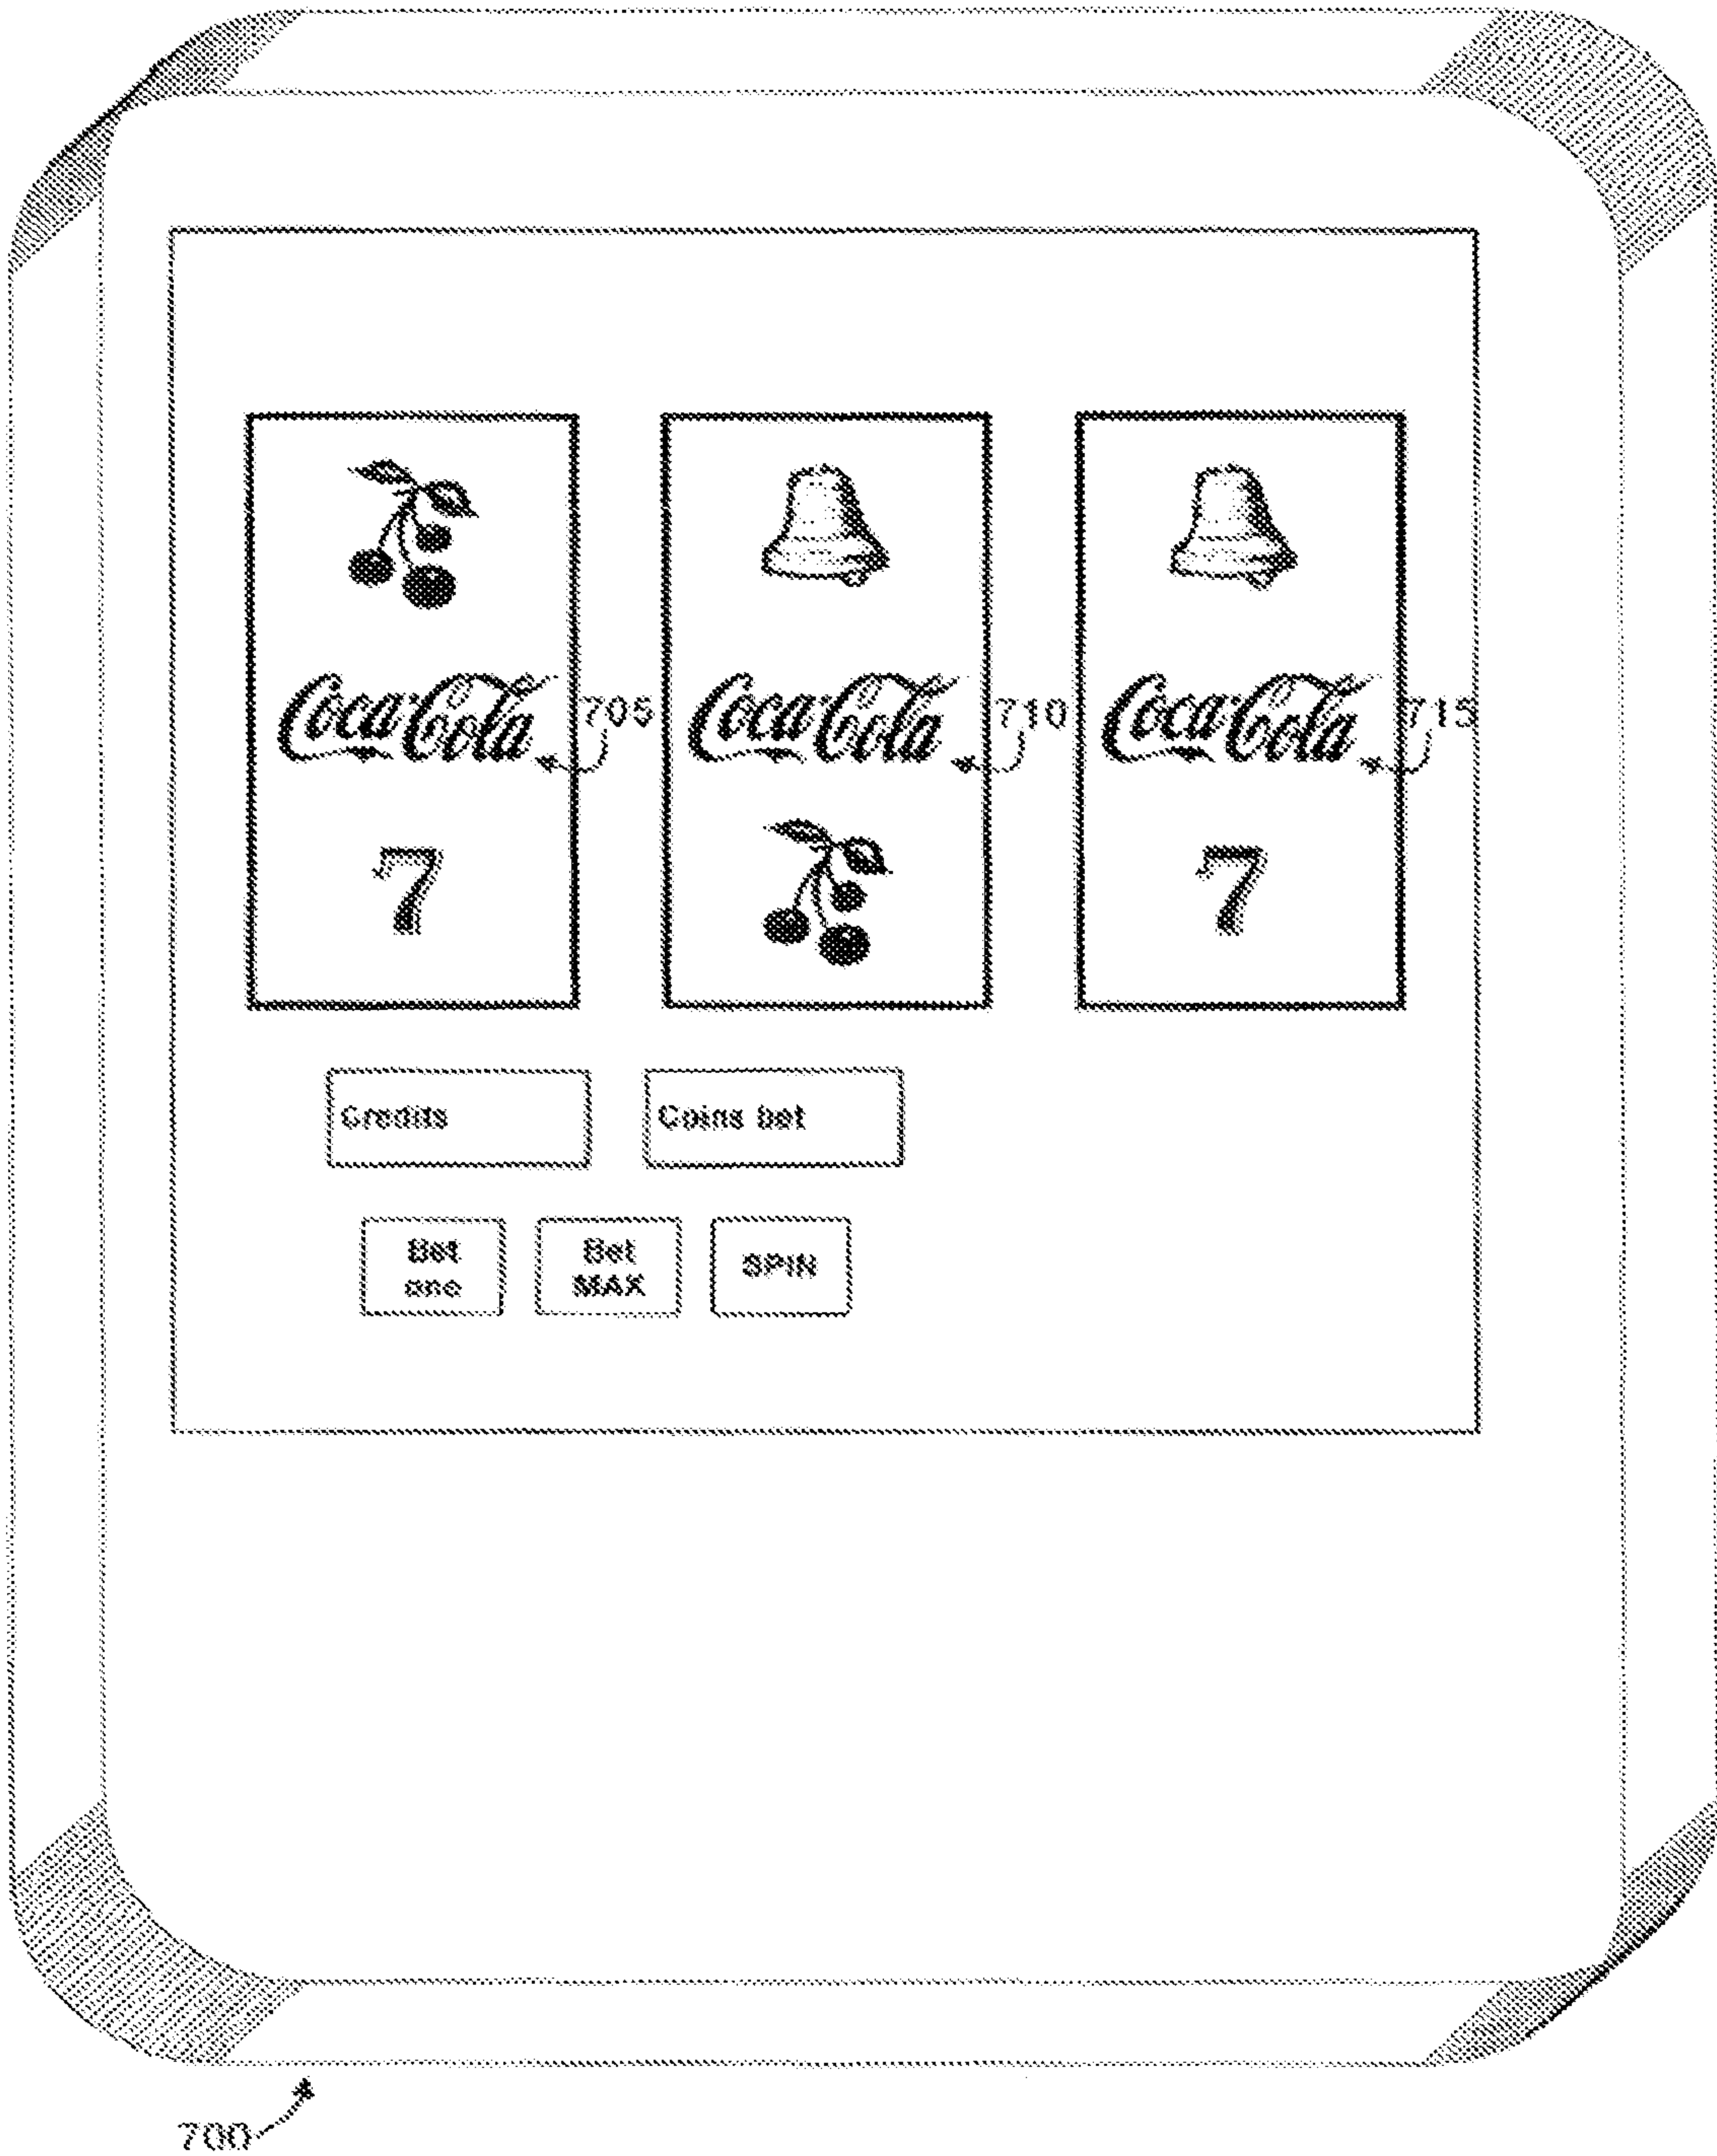 Coca-Cola 705 Coca-Cola 710 Coca-Cola 715
7 7
Credits Coins bet
Bet one Bet MAX SPIN
700